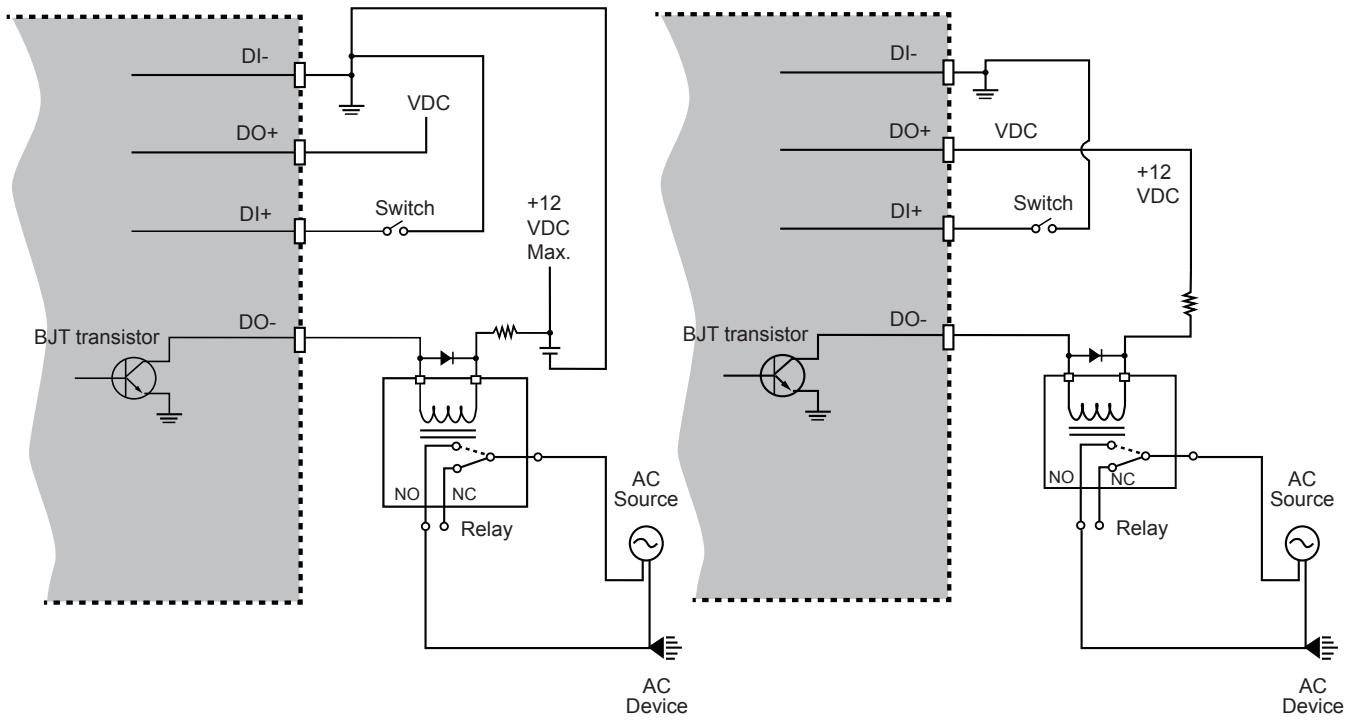 DI-
VDC
DO+
DI+
Switch
+12
VDC
Max.
DO-
BJT transistor
NO
NC
Relay
AC
Source
AC
Device
DI-
DO+
VDC
+12
VDC
DI+
Switch
DO-
BJT transistor
NO
NC
Relay
AC
Source
AC
Device